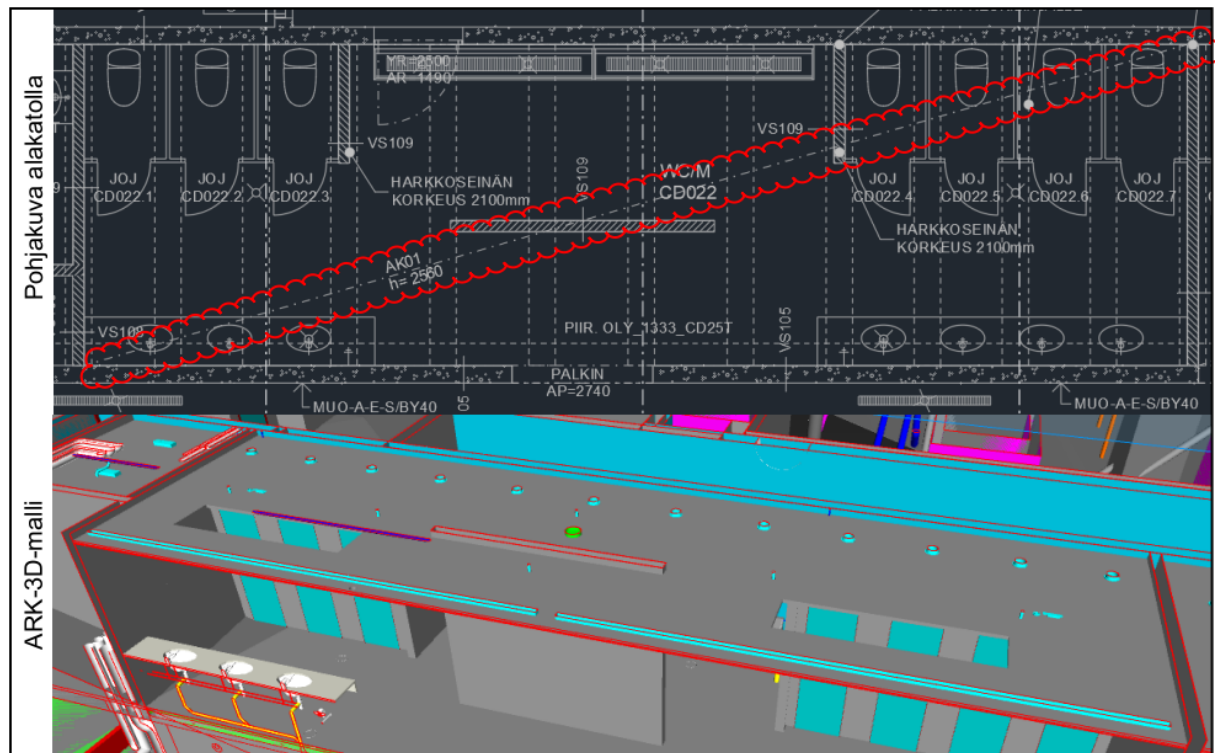 Pohjakuva alakatolla
YR=2500
AR=1490
VS109
VS109
HARKKOSEINÄN
KORKEUS 2100mm
JOJ
CD022.1
JOJ
CD022.2
JOJ
CD022.3
VS109
WC/M
CD022
JOJ
CD022.4
JOJ
CD022.5
JOJ
CD022.6
JOJ
CD022.7
HARKKOSEINÄN
KORKEUS 2100mm
AK01
h= 2560
VS109
PIIR. OLY_1333_CD25T
VS105
PALKIN
AP=2740
05
MUO-A-E-S/BY40
MUO-A-E-S/BY40
ARK-3D-malli